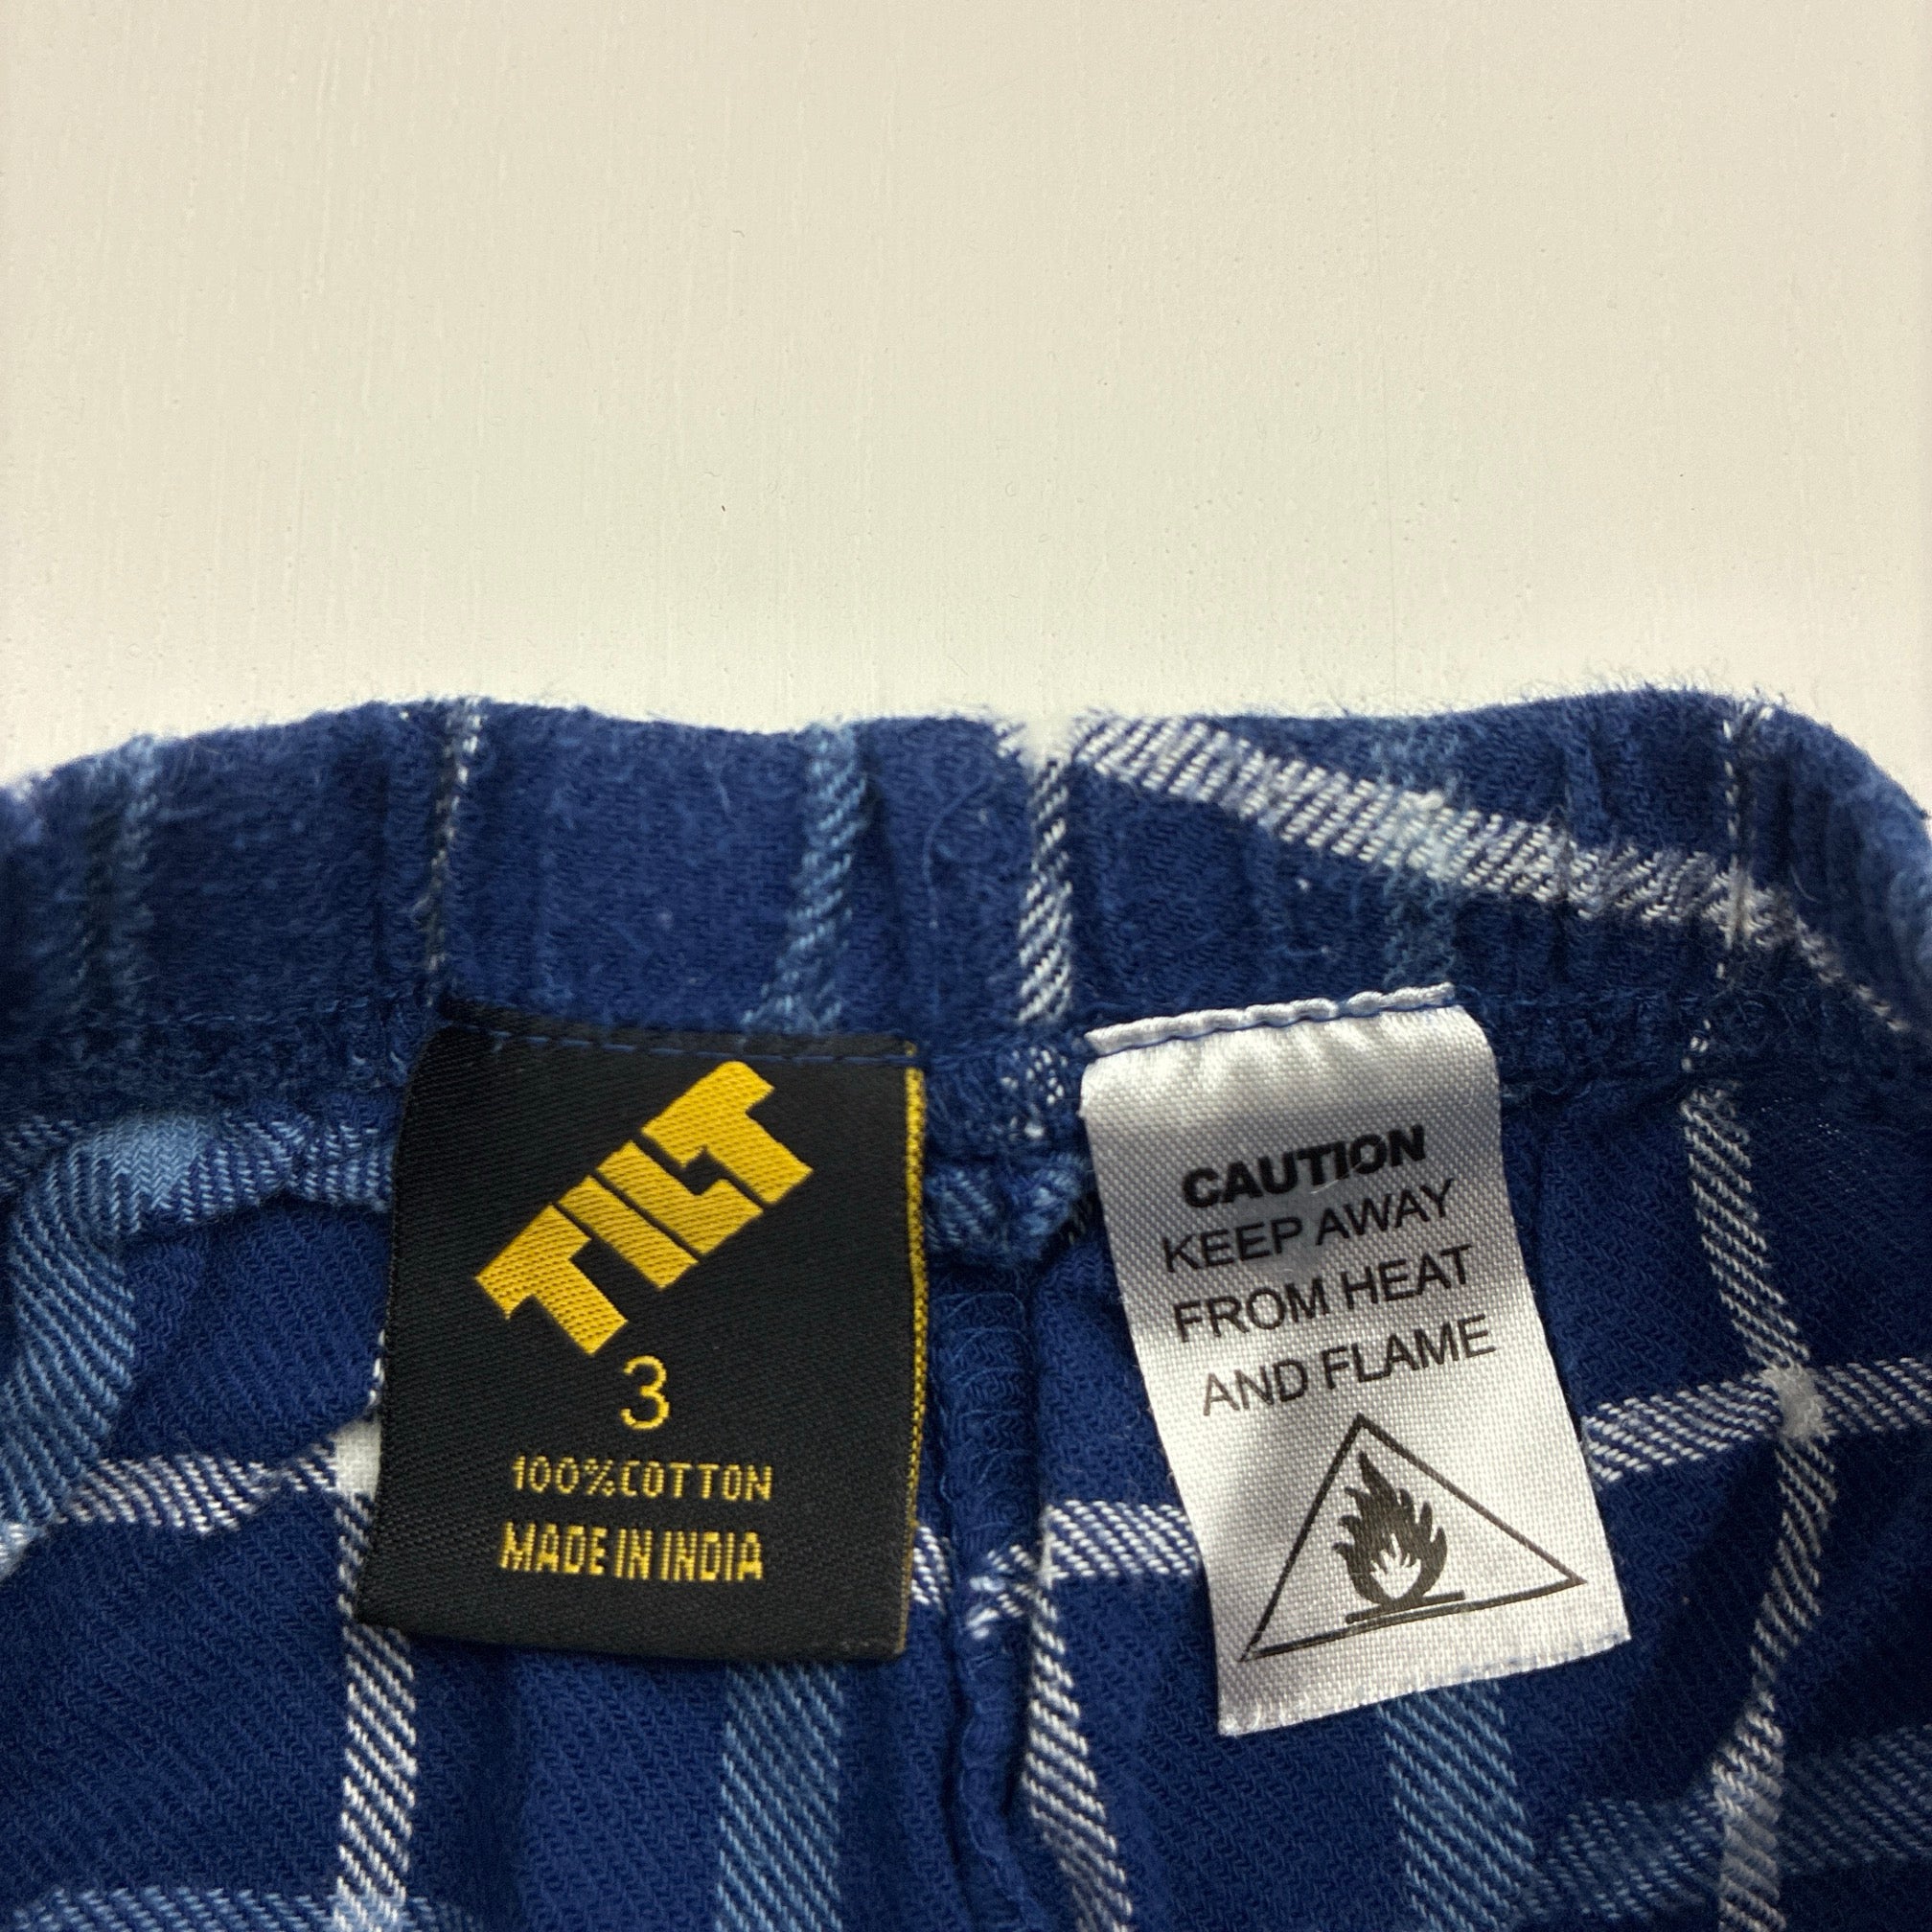 TILT
3
100%COTTON
MADE IN INDIA
CAUTION
KEEP AWAY
FROM HEAT
AND FLAME